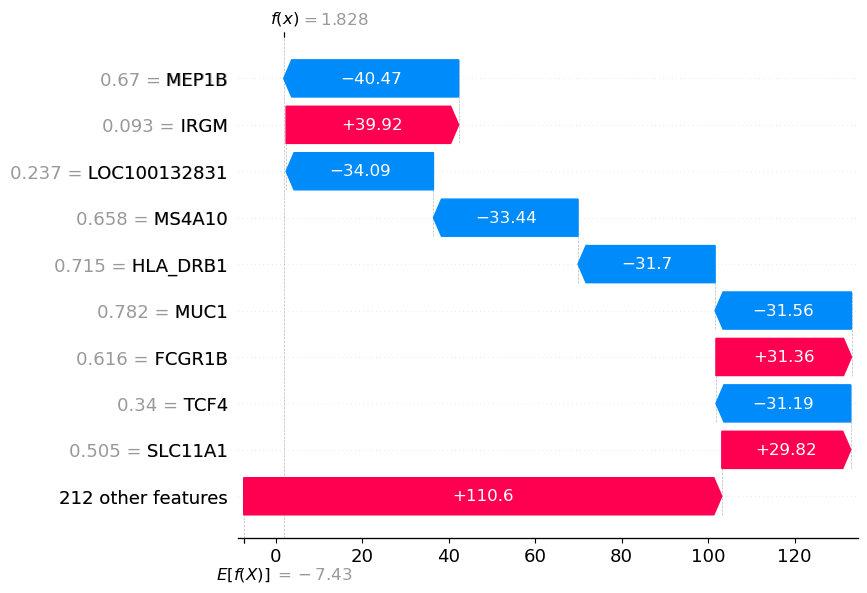 f(x) = 1.828
0.67 = MEP1B
−40.47
0.093 = IRGM
+39.92
0.237 = LOC100132831
−34.09
0.658 = MS4A10
−33.44
0.715 = HLA_DRB1
−31.7
0.782 = MUC1
−31.56
0.616 = FCGR1B
+31.36
0.34 = TCF4
−31.19
0.505 = SLC11A1
+29.82
212 other features
+110.6
0 20 40 60 80 100 120
E[f(X)] = −7.43